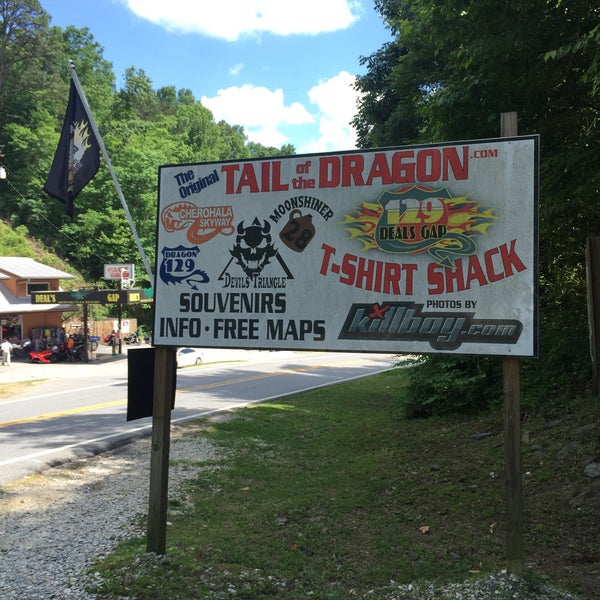 The Original TAIL of the DRAGON.COM
CHEROHALA SKYWAY
MOONSHINER
28
129
DEALS GAP
DRAGON
129
DEVILS TRIANGLE
T-SHIRT SHACK
SOUVENIRS
INFO · FREE MAPS
PHOTOS BY
killboy.com
DEAL'S GAP